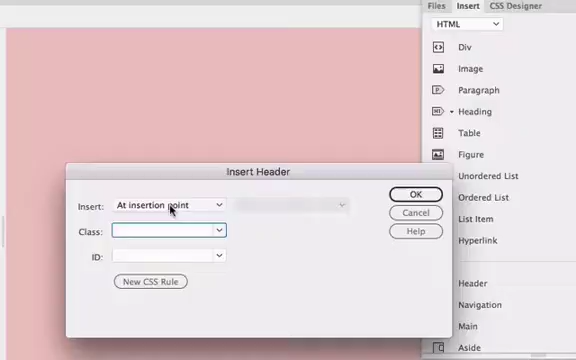 Files Insert CSS Designer
HTML
Div
Image
Paragraph
Heading
Table
Figure
Unordered List
Ordered List
List Item
Hyperlink
Header
Navigation
Main
Aside
Insert Header
Insert: At insertion point
Class:
ID:
New CSS Rule
OK
Cancel
Help